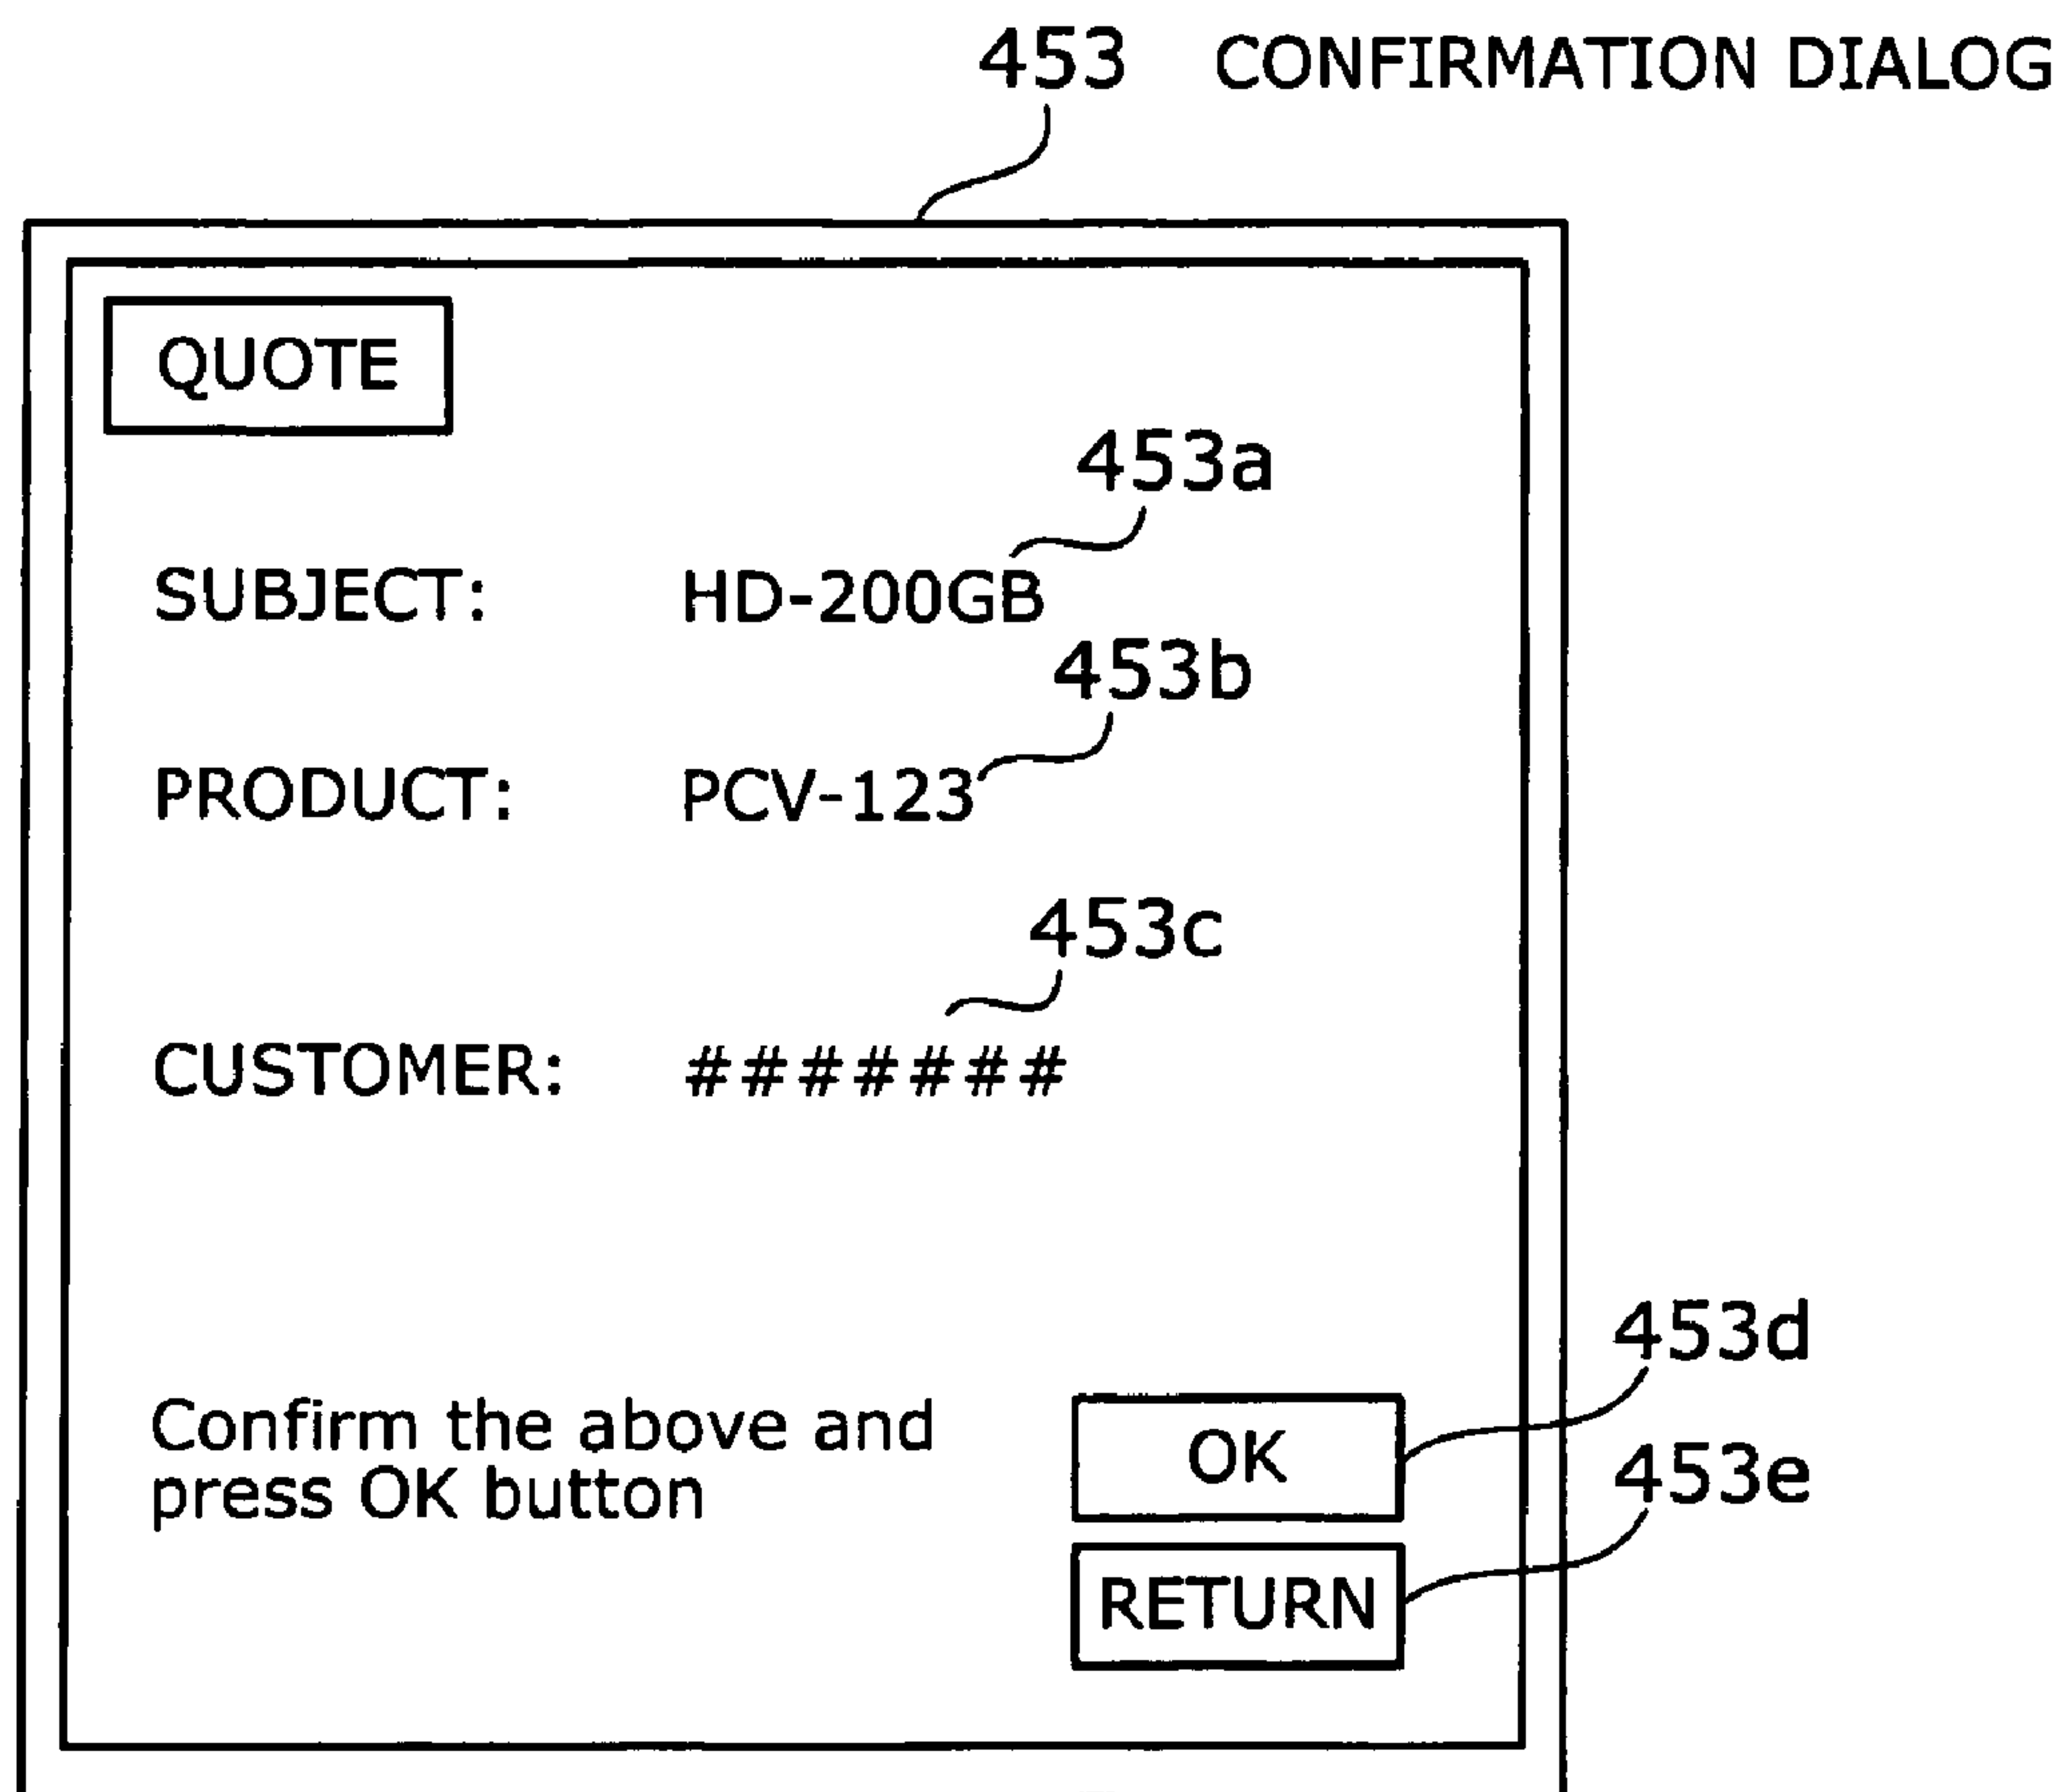 453 CONFIRMATION DIALOG
QUOTE
453a
SUBJECT: HD-200GB
453b
PRODUCT: PCV-123
453c
CUSTOMER: #######
453d
Confirm the above and
press OK button
OK
453e
RETURN